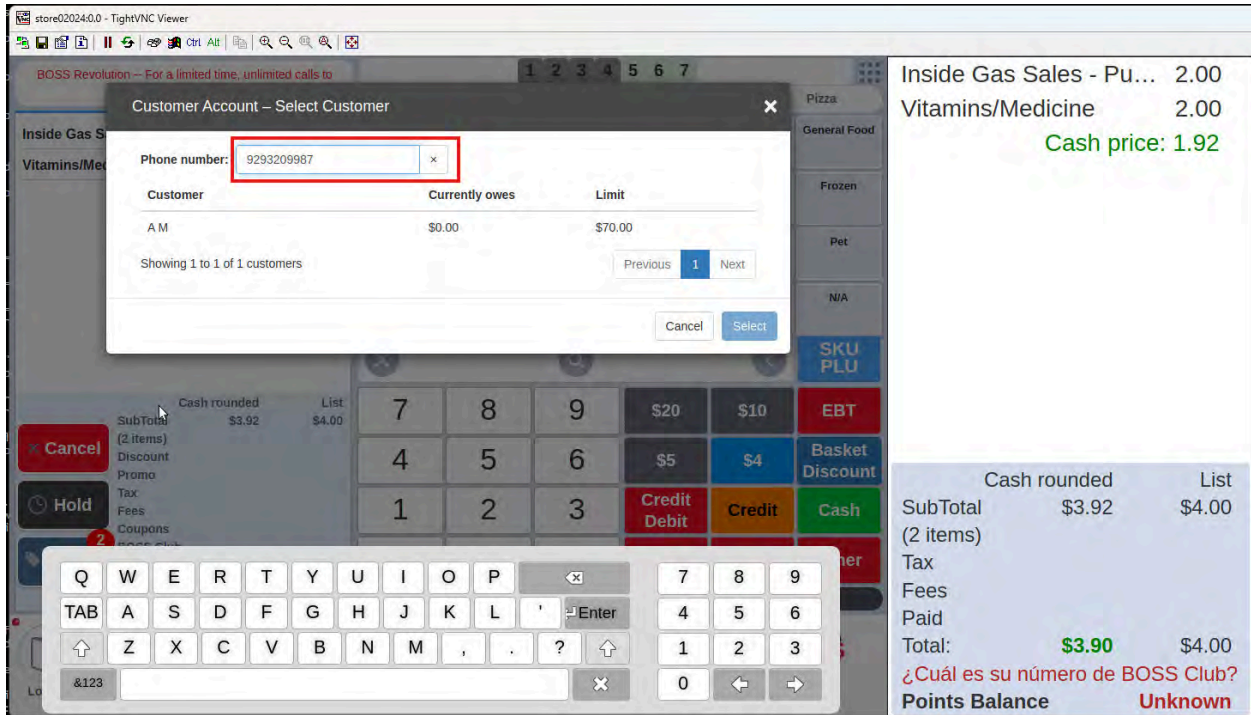 store02024:0.0 - TightVNC Viewer
Ctrl Alt
BOSS Revolution – For a limited time, unlimited calls to
1 2 3 4 5 6 7
Pizza
General Food
Frozen
Pet
N/A
SKU PLU
Inside Gas S
Vitamins/Med
Customer Account – Select Customer ×
Phone number: 9293209987 ×
Customer Currently owes Limit
A M $0.00 $70.00
Showing 1 to 1 of 1 customers Previous 1 Next
Cancel Select
Cash rounded List
SubTotal $3.92 $4.00
(2 items)
Discount
Promo
Tax
Fees
Coupons
Cancel
Hold
2
7 8 9 $20 $10 EBT
4 5 6 $5 $4 Basket Discount
1 2 3 Credit Debit Credit Cash
Q W E R T Y U I O P 7 8 9
TAB A S D F G H J K L ' Enter 4 5 6
Z X C V B N M , . ? 1 2 3
&123 0
Inside Gas Sales - Pu... 2.00
Vitamins/Medicine 2.00
Cash price: 1.92
Cash rounded List
SubTotal $3.92 $4.00
(2 items)
Tax
Fees
Paid
Total: $3.90 $4.00
¿Cuál es su número de BOSS Club?
Points Balance Unknown